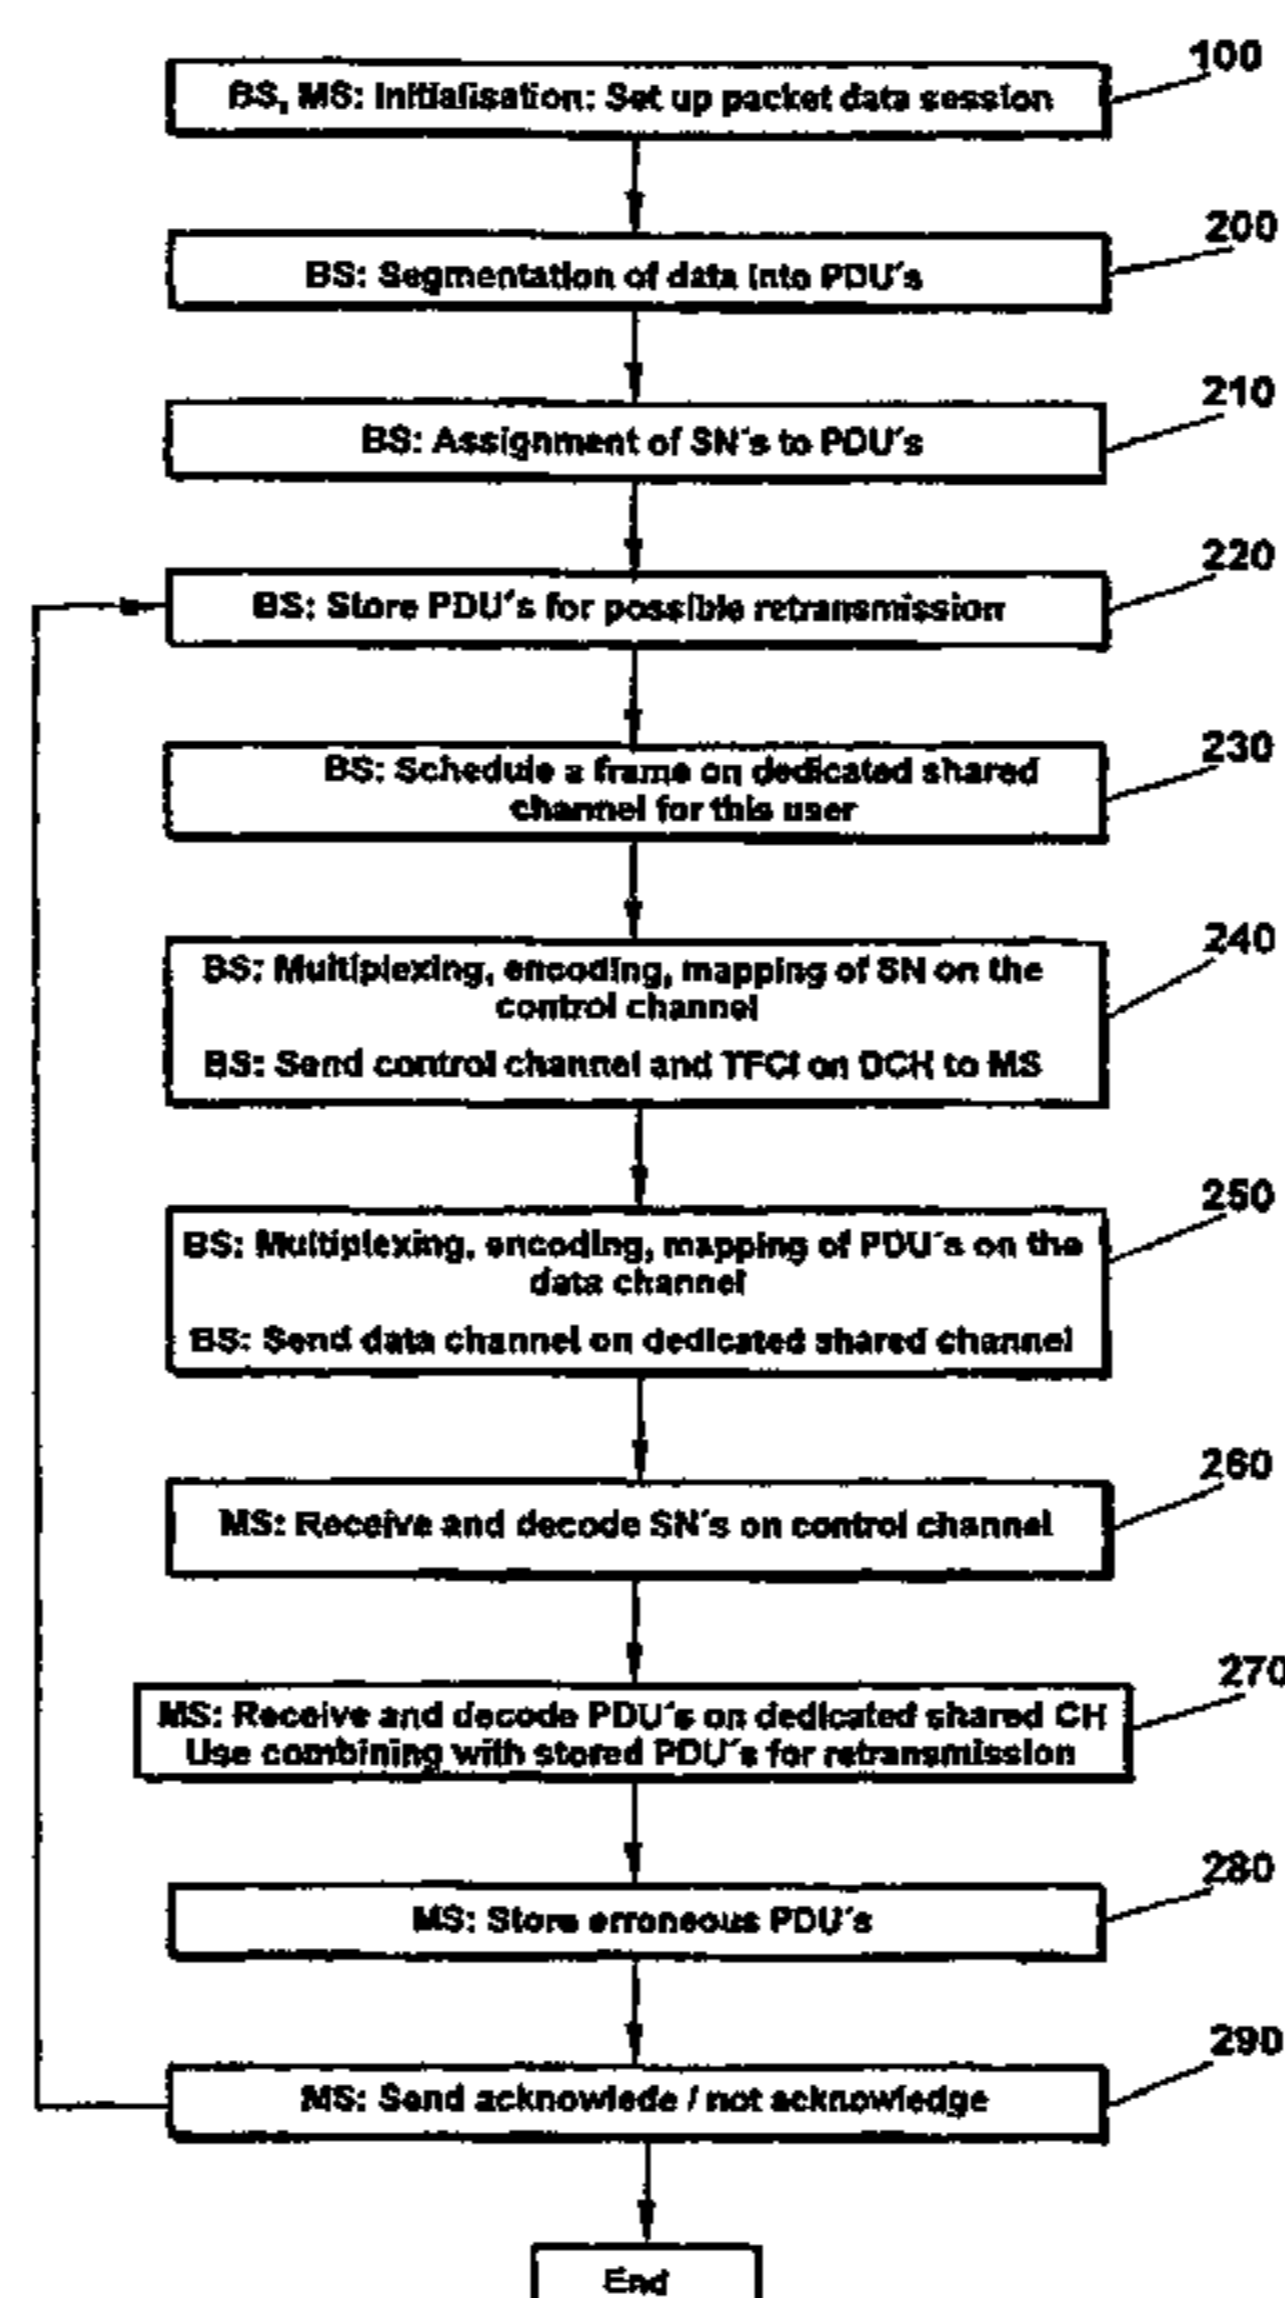 100
BS, MS: Initialisation: Set up packet data session
200
BS: Segmentation of data into PDU´s
210
BS: Assignment of SN´s to PDU´s
220
BS: Store PDU´s for possible retransmission
230
BS: Schedule a frame on dedicated shared
channel for this user
240
BS: Multiplexing, encoding, mapping of SN on the
control channel
BS: Send control channel and TFCI on DCH to MS
250
BS: Multiplexing, encoding, mapping of PDU´s on the
data channel
BS: Send data channel on dedicated shared channel
260
MS: Receive and decode SN´s on control channel
270
MS: Receive and decode PDU´s on dedicated shared CH
Use combining with stored PDU´s for retransmission
280
MS: Store erroneous PDU´s
290
MS: Send acknowlede / not acknowledge
End